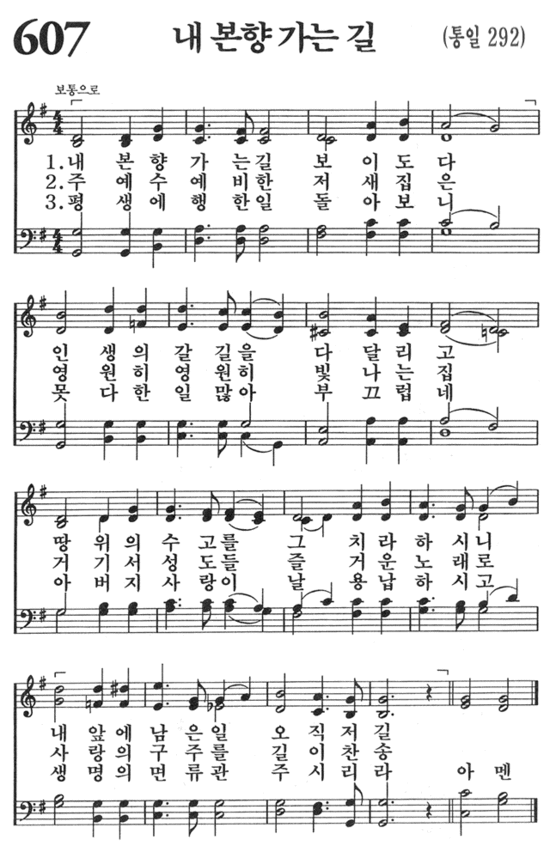 607 내 본향 가는 길 (통일 292)
보통으로
1. 내 본 향 가 는 길 보 이 도 다
2. 주 예 수 예 비 한 저 새 집 은
3. 평 생 에 행 한 일 돌 아 보 니
인 생 의 갈 길 을 다 달 리 고
영 원 히 영 원 히 빛 나 는 집
못 다 한 일 많 아 부 끄 럽 네
땅 위 의 수 고 를 그 치 라 하 시 니
거 기 서 성 도 들 즐 거 운 노 래 로
아 버 지 사 랑 이 날 용 납 하 시 고
내 앞 에 남 은 일 오 직 저 길
사 랑 의 구 주 를 길 이 찬 송
생 명 의 면 류 관 주 시 리 라 아 멘